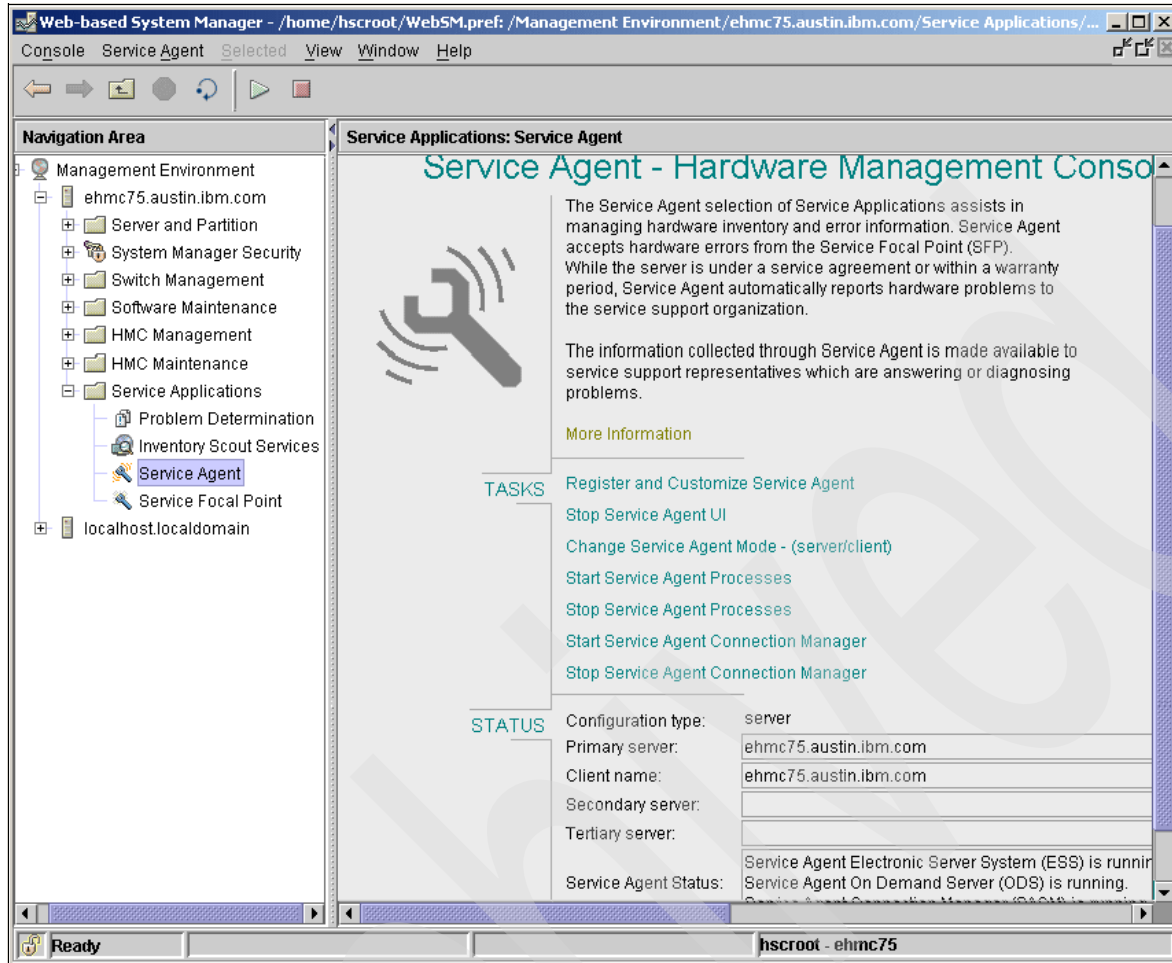 Web-based System Manager - /home/hscroot/WebSM.pref: /Management Environment/ehmc75.austin.ibm.com/Service Applications/...
Console Service Agent Selected View Window Help
Navigation Area
Management Environment
ehmc75.austin.ibm.com
Server and Partition
System Manager Security
Switch Management
Software Maintenance
HMC Management
HMC Maintenance
Service Applications
Problem Determination
Inventory Scout Services
Service Agent
Service Focal Point
localhost.localdomain
Service Applications: Service Agent
Service Agent - Hardware Management Conso
The Service Agent selection of Service Applications assists in
managing hardware inventory and error information. Service Agent
accepts hardware errors from the Service Focal Point (SFP).
While the server is under a service agreement or within a warranty
period, Service Agent automatically reports hardware problems to
the service support organization.
The information collected through Service Agent is made available to
service support representatives which are answering or diagnosing
problems.
More Information
TASKS
Register and Customize Service Agent
Stop Service Agent UI
Change Service Agent Mode - (server/client)
Start Service Agent Processes
Stop Service Agent Processes
Start Service Agent Connection Manager
Stop Service Agent Connection Manager
STATUS
Configuration type: server
Primary server: ehmc75.austin.ibm.com
Client name: ehmc75.austin.ibm.com
Secondary server:
Tertiary server:
Service Agent Status:
Service Agent Electronic Server System (ESS) is runnin
Service Agent On Demand Server (ODS) is running.
Service Agent Connection Manager (SACM) is running
Ready
hscroot - ehmc75